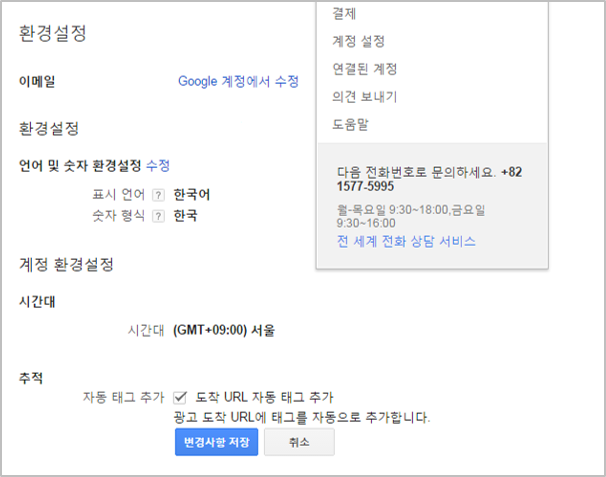 환경설정
이메일
Google 계정에서 수정
환경설정
언어 및 숫자 환경설정 수정
표시 언어 ? 한국어
숫자 형식 ? 한국
계정 환경설정
시간대
시간대 (GMT+09:00) 서울
추적
자동 태그 추가 도착 URL 자동 태그 추가
광고 도착 URL에 태그를 자동으로 추가합니다.
변경사항 저장 취소
결제
계정 설정
연결된 계정
의견 보내기
도움말
다음 전화번호로 문의하세요. +82
1577-5995
월-목요일 9:30~18:00,금요일
9:30~16:00
전 세계 전화 상담 서비스